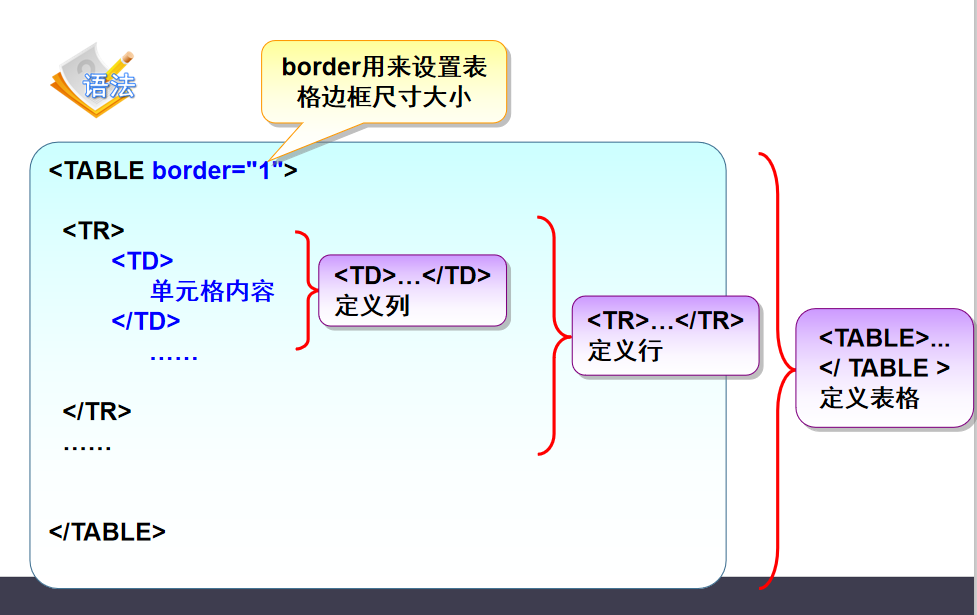 语法
border用来设置表
格边框尺寸大小
<TABLE border="1">
<TR>
<TD>
单元格内容
</TD>
……
</TR>
……
</TABLE>
<TD>…</TD>
定义列
<TR>…</TR>
定义行
<TABLE>…
</ TABLE >
定义表格